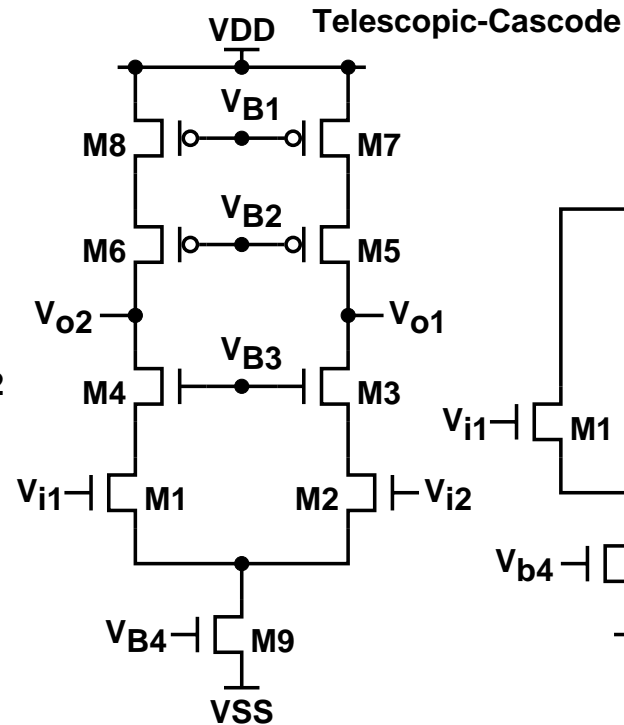 Telescopic-Cascode
VDD
VB1
M8 M7
VB2
M6 M5
Vo2 Vo1
VB3
2 M4 M3
Vi1 M1
Vi1 M1 M2 Vi2
Vb4
VB4 M9
VSS